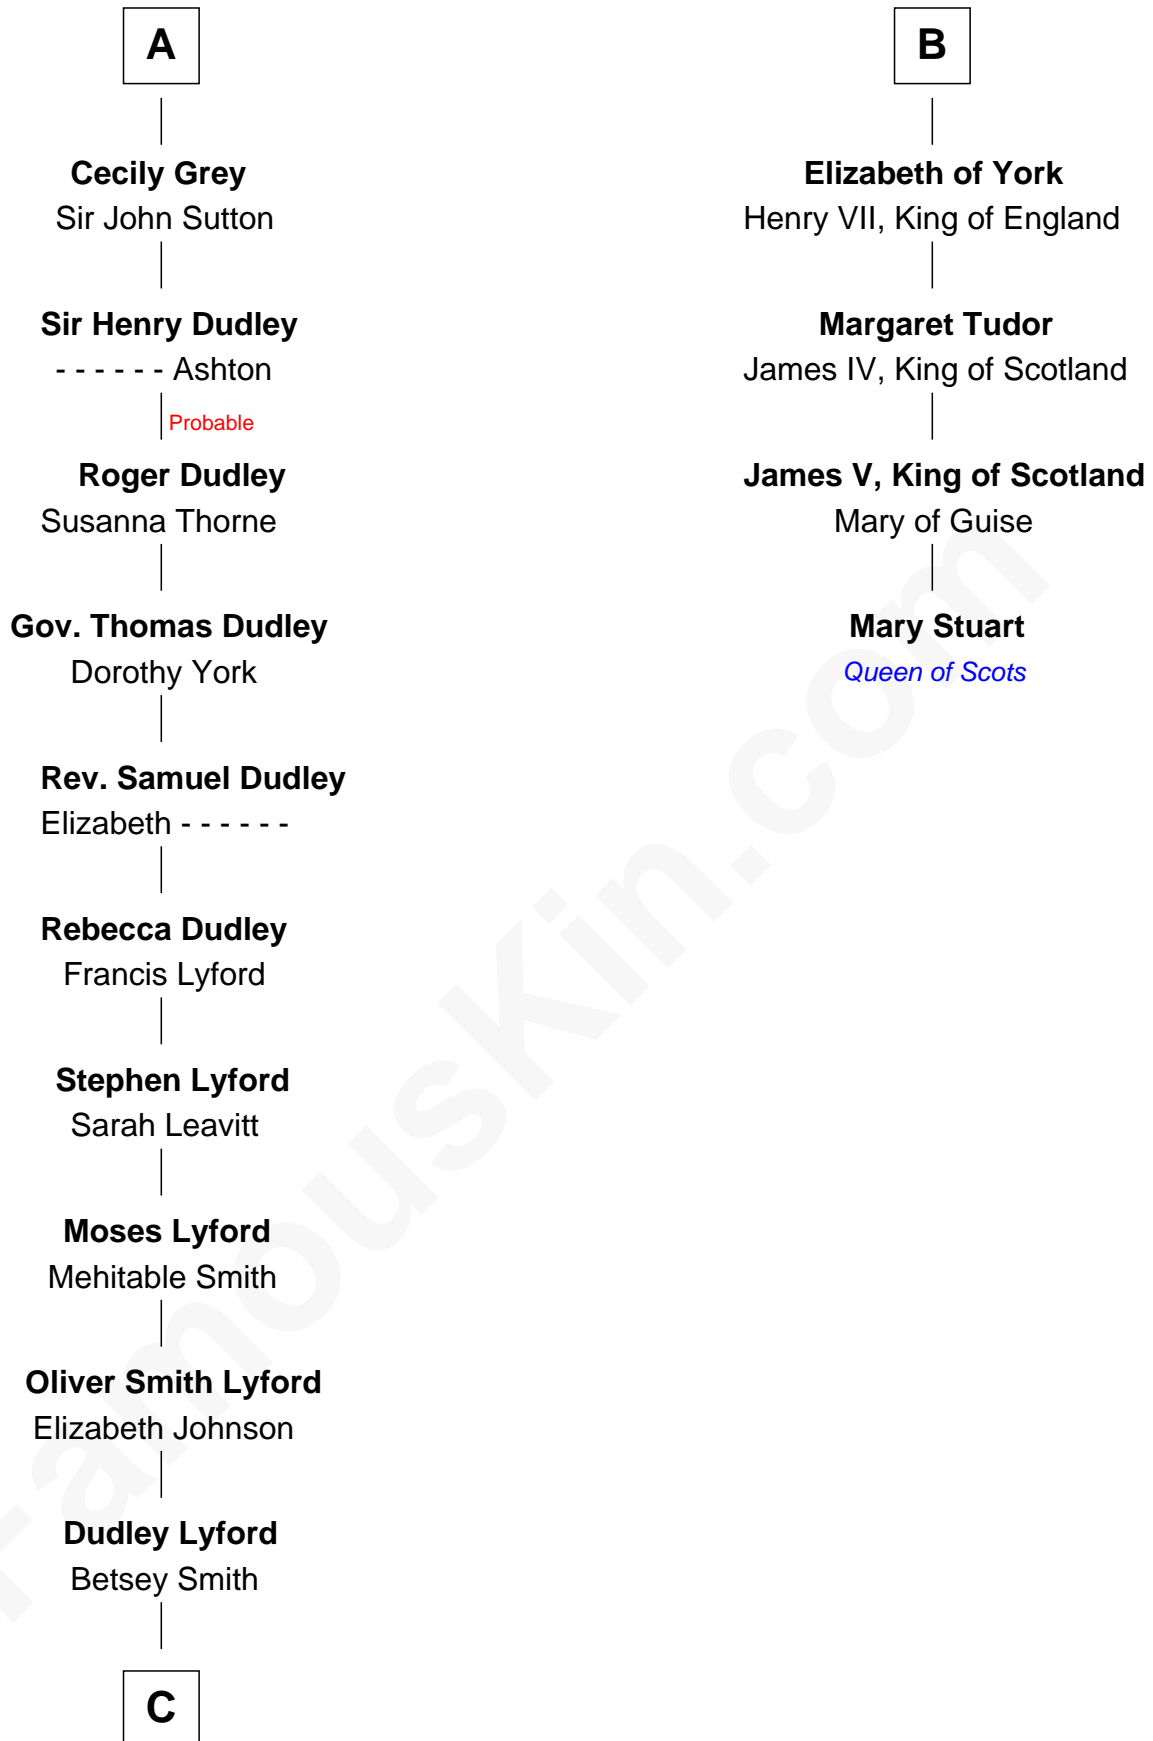 A
Cecily Grey
Sir John Sutton
Sir Henry Dudley
- - - - - - Ashton
Probable
Roger Dudley
Susanna Thorne
Gov. Thomas Dudley
Dorothy York
Rev. Samuel Dudley
Elizabeth - - - - - -
Rebecca Dudley
Francis Lyford
Stephen Lyford
Sarah Leavitt
Moses Lyford
Mehitable Smith
Oliver Smith Lyford
Elizabeth Johnson
Dudley Lyford
Betsey Smith
C
B
Elizabeth of York
Henry VII, King of England
Margaret Tudor
James IV, King of Scotland
James V, King of Scotland
Mary of Guise
Mary Stuart
Queen of Scots
FamousKin.com